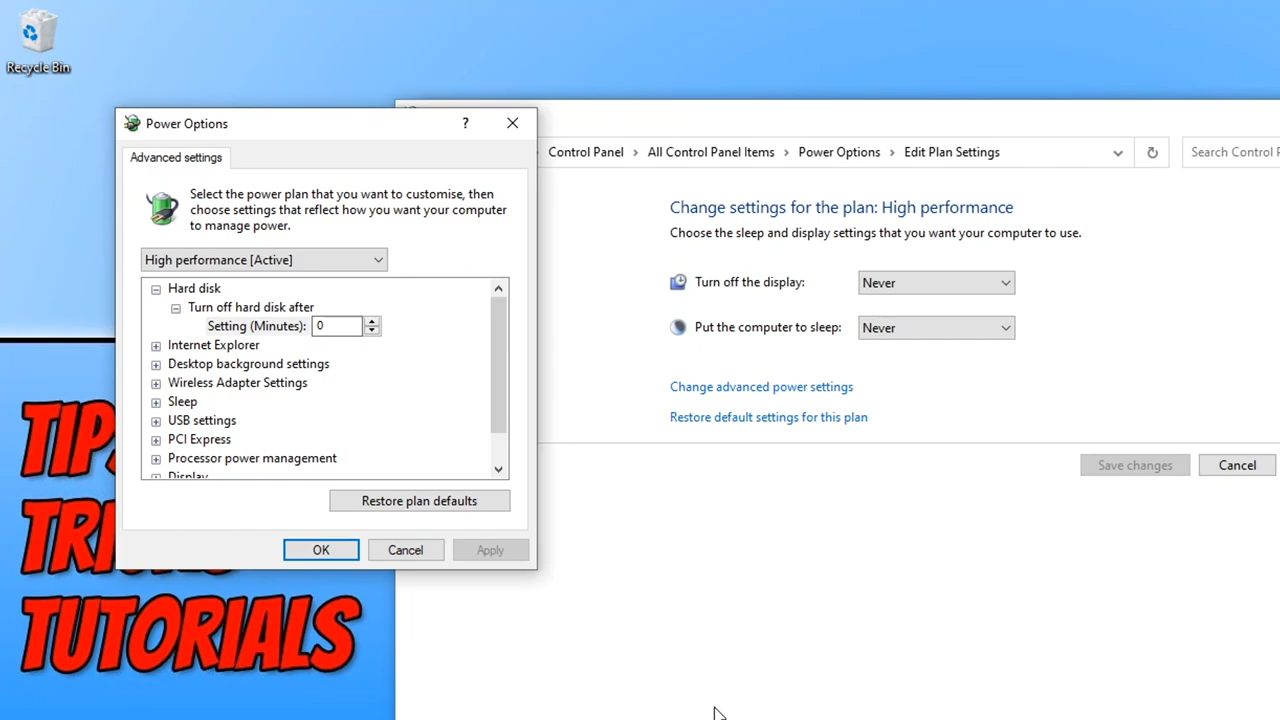 Recycle Bin
Power Options
?
Advanced settings
Select the power plan that you want to customise, then
choose settings that reflect how you want your computer
to manage power.
High performance [Active]
Hard disk
Turn off hard disk after
Setting (Minutes): 0
Internet Explorer
Desktop background settings
Wireless Adapter Settings
Sleep
USB settings
PCI Express
Processor power management
Display
Restore plan defaults
OK Cancel Apply
Control Panel > All Control Panel Items > Power Options > Edit Plan Settings
Search Control P
Change settings for the plan: High performance
Choose the sleep and display settings that you want your computer to use.
Turn off the display: Never
Put the computer to sleep: Never
Change advanced power settings
Restore default settings for this plan
Save changes Cancel
TIPS
TR
TUTORIALS